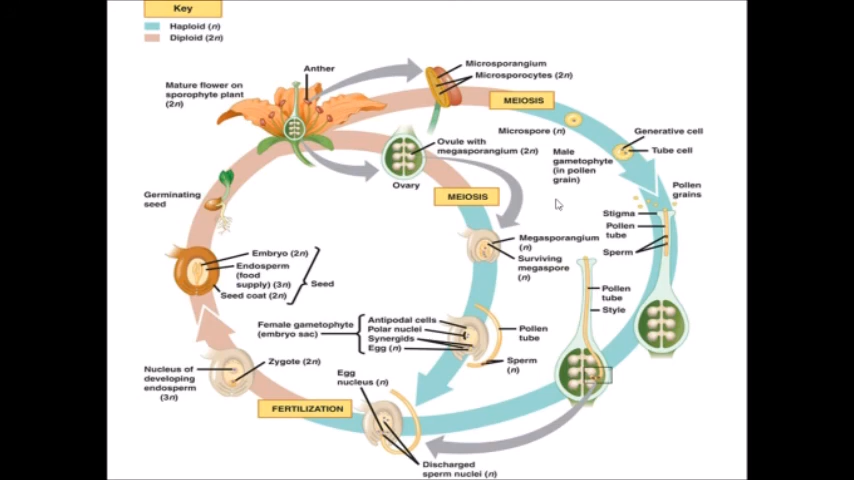 Key
Haploid (n)
Diploid (2n)
Anther
Mature flower on
sporophyte plant
(2n)
Microsporangium
Microsporocytes (2n)
MEIOSIS
Microspore (n)
Generative cell
Tube cell
Male
gametophyte
(in pollen
grain)
Ovule with
megasporangium (2n)
Ovary
MEIOSIS
Pollen
grains
Stigma
Pollen
tube
Sperm
Germinating
seed
Megasporangium
(n)
Surviving
megaspore
(n)
Embryo (2n)
Endosperm
(food
supply) (3n)
Seed coat (2n)
Seed
Pollen
tube
Style
Female gametophyte
(embryo sac)
Antipodal cells
Polar nuclei
Synergids
Egg (n)
Pollen
tube
Sperm
(n)
Nucleus of
developing
endosperm
(3n)
Zygote (2n)
Egg
nucleus (n)
FERTILIZATION
Discharged
sperm nuclei (n)